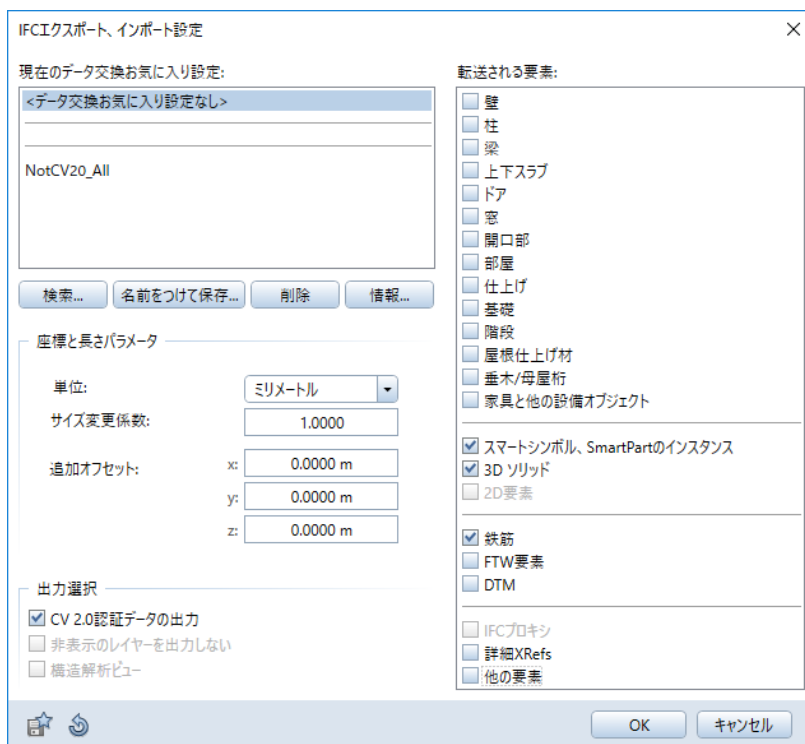 IFCエクスポート、インポート設定
現在のデータ交換お気に入り設定:
<データ交換お気に入り設定なし>
NotCV20_All
検索...
名前をつけて保存...
削除
情報...
座標と長さパラメータ
単位:
ミリメートル
サイズ変更係数:
1.0000
追加オフセット:
x:
0.0000 m
y:
0.0000 m
z:
0.0000 m
出力選択
CV 2.0認証データの出力
非表示のレイヤーを出力しない
構造解析ビュー
転送される要素:
壁
柱
梁
上下スラブ
ドア
窓
開口部
部屋
仕上げ
基礎
階段
屋根仕上げ材
垂木/母屋桁
家具と他の設備オブジェクト
スマートシンボル、SmartPartのインスタンス
3D ソリッド
2D要素
鉄筋
FTW要素
DTM
IFCプロキシ
詳細XRefs
他の要素
OK
キャンセル